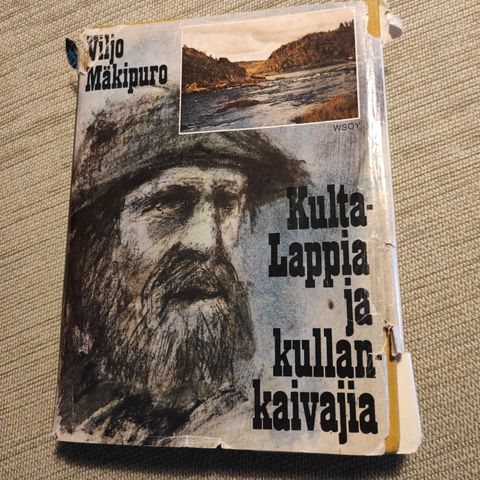 Viljo
Mäkipuro
WSOY
Kulta-
Lappia
ja
kullan-
kaivajia